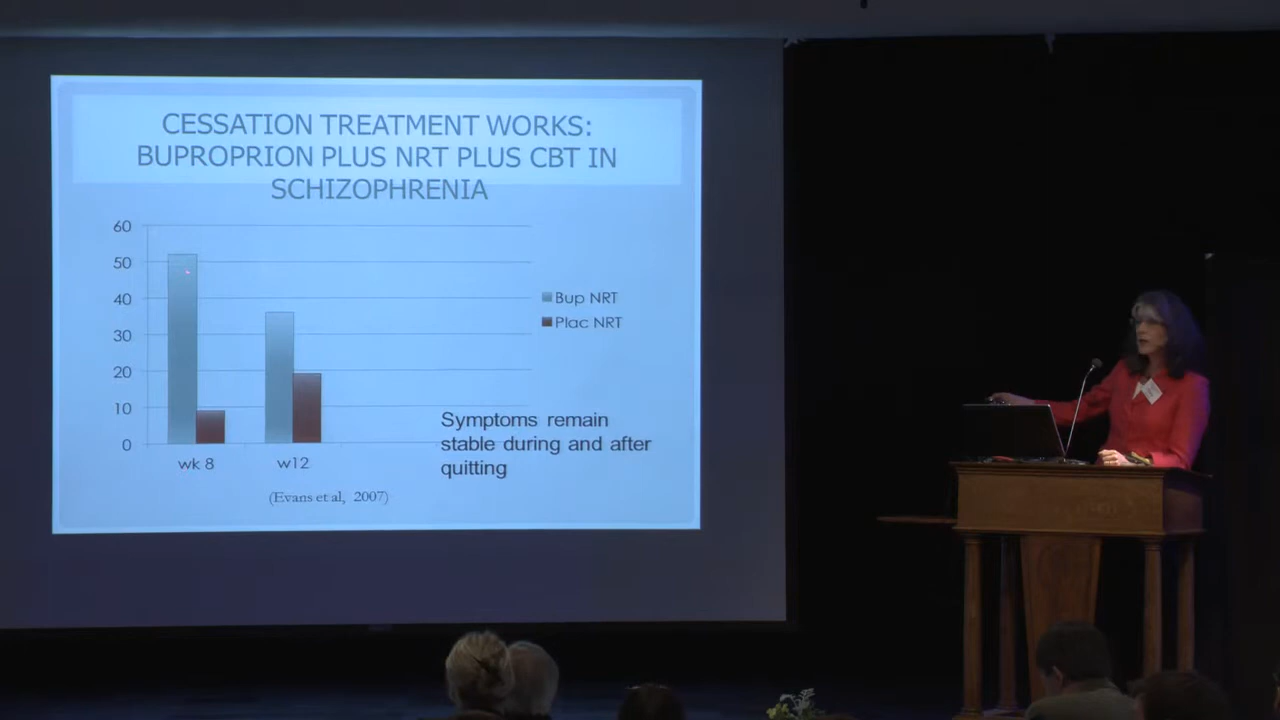 CESSATION TREATMENT WORKS:
BUPROPRION PLUS NRT PLUS CBT IN
SCHIZOPHRENIA
60
50
40
30
20
10
0
wk 8
w12
Bup NRT
Plac NRT
Symptoms remain
stable during and after
quitting
(Evans et al, 2007)